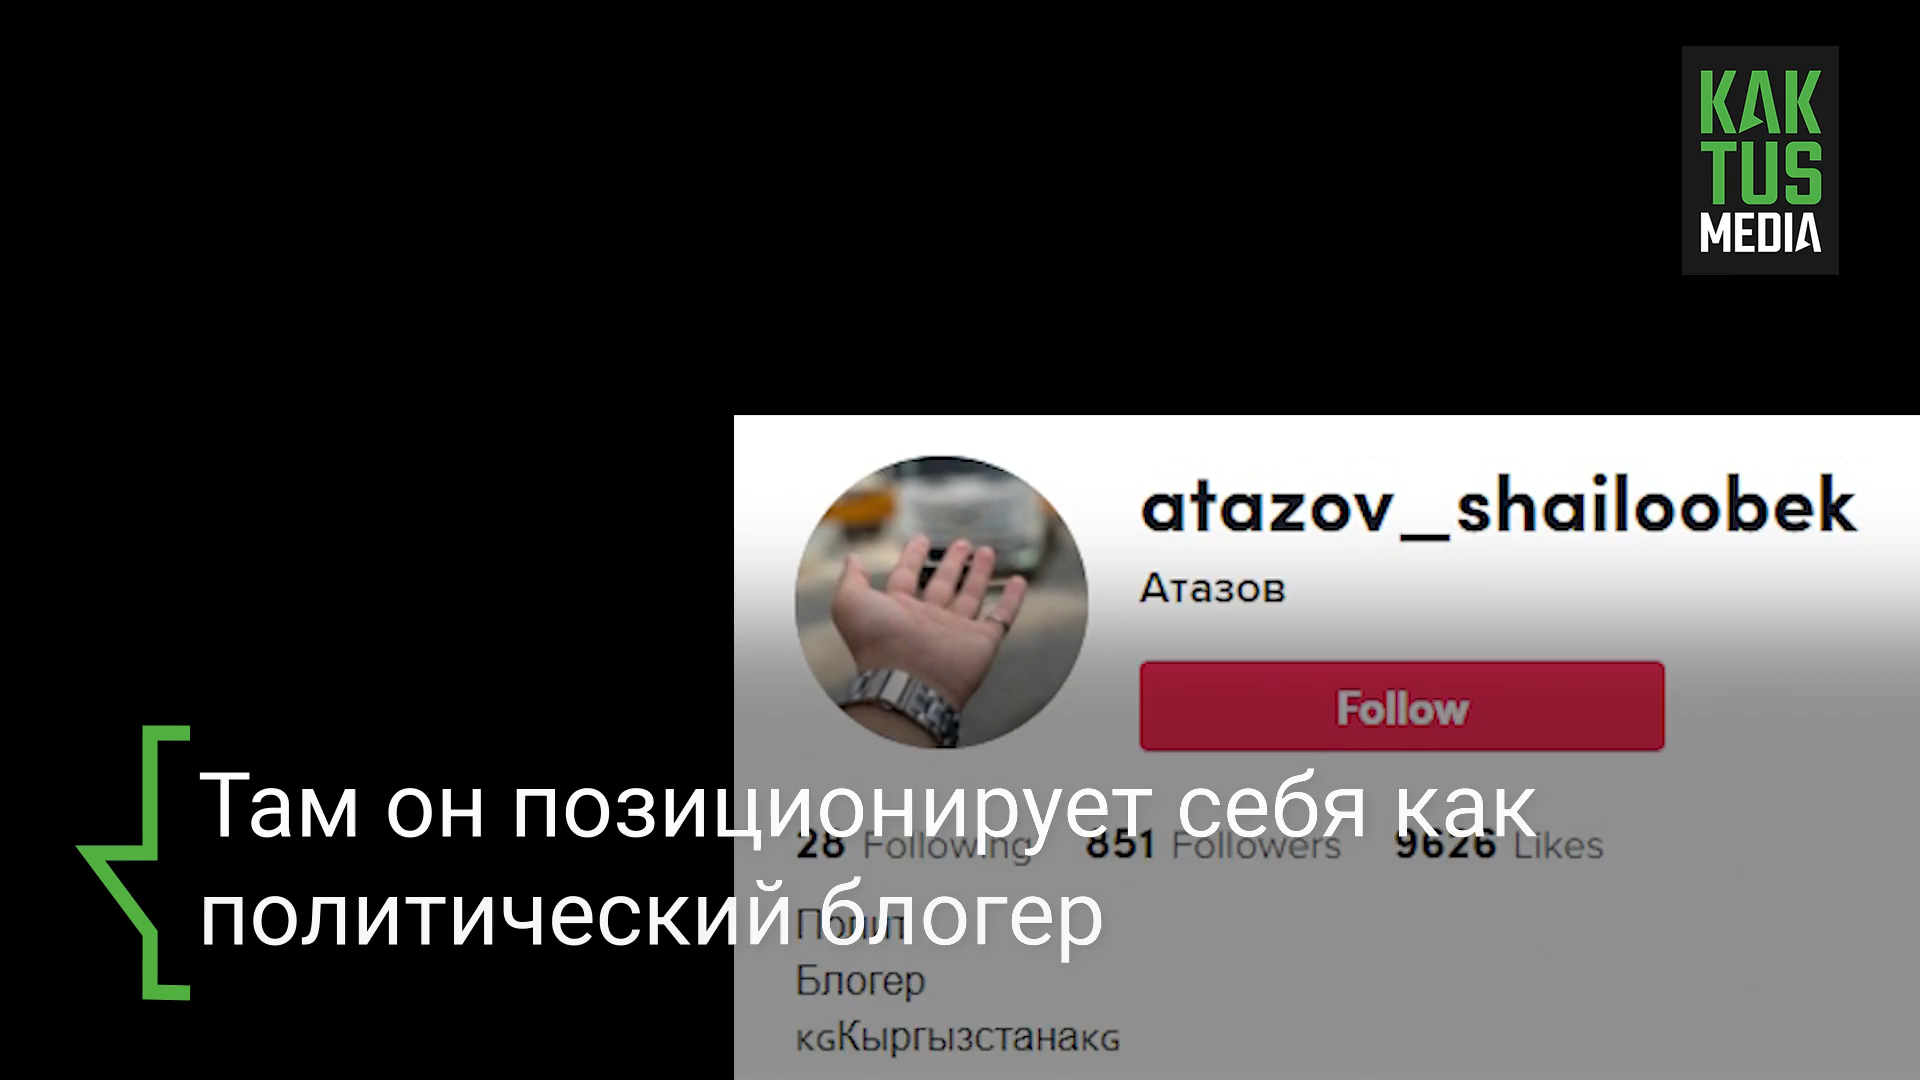 KAK
TUS
MEDIA
atazov_shailoobek
Атазов
Follow
Там он позиционирует себя как
28 Following 851 Followers 9626 Likes
политический блогер
Полит
Блогер
KGКыргызстанаKG